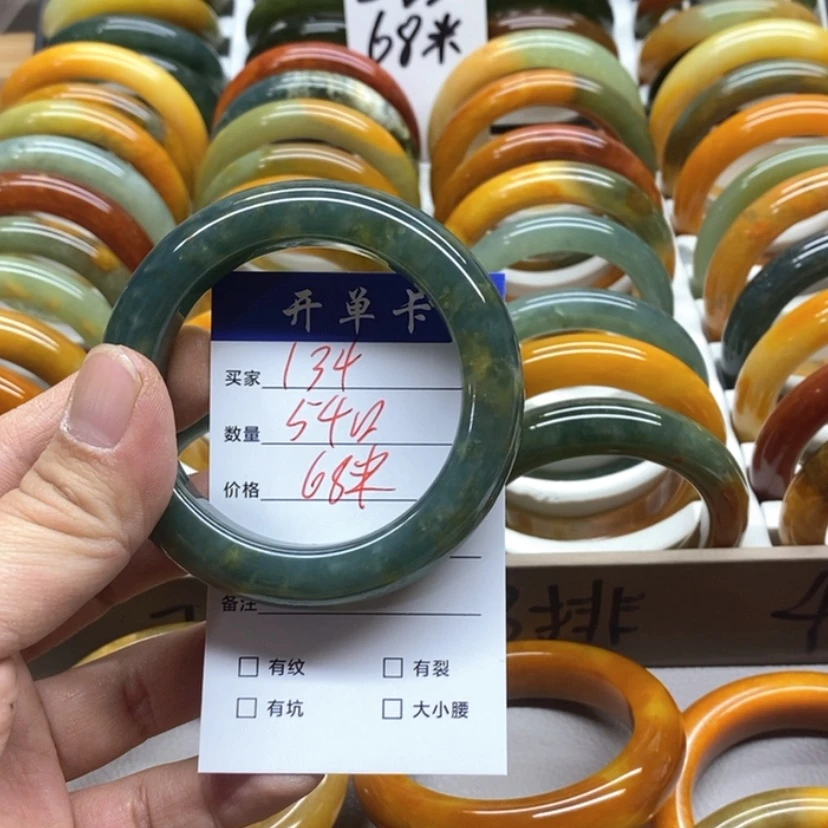 68米
开单卡
买家 134
数量 54口
价格 68米
备注
□ 有纹 □ 有裂
□ 有坑 □ 大小腰
排